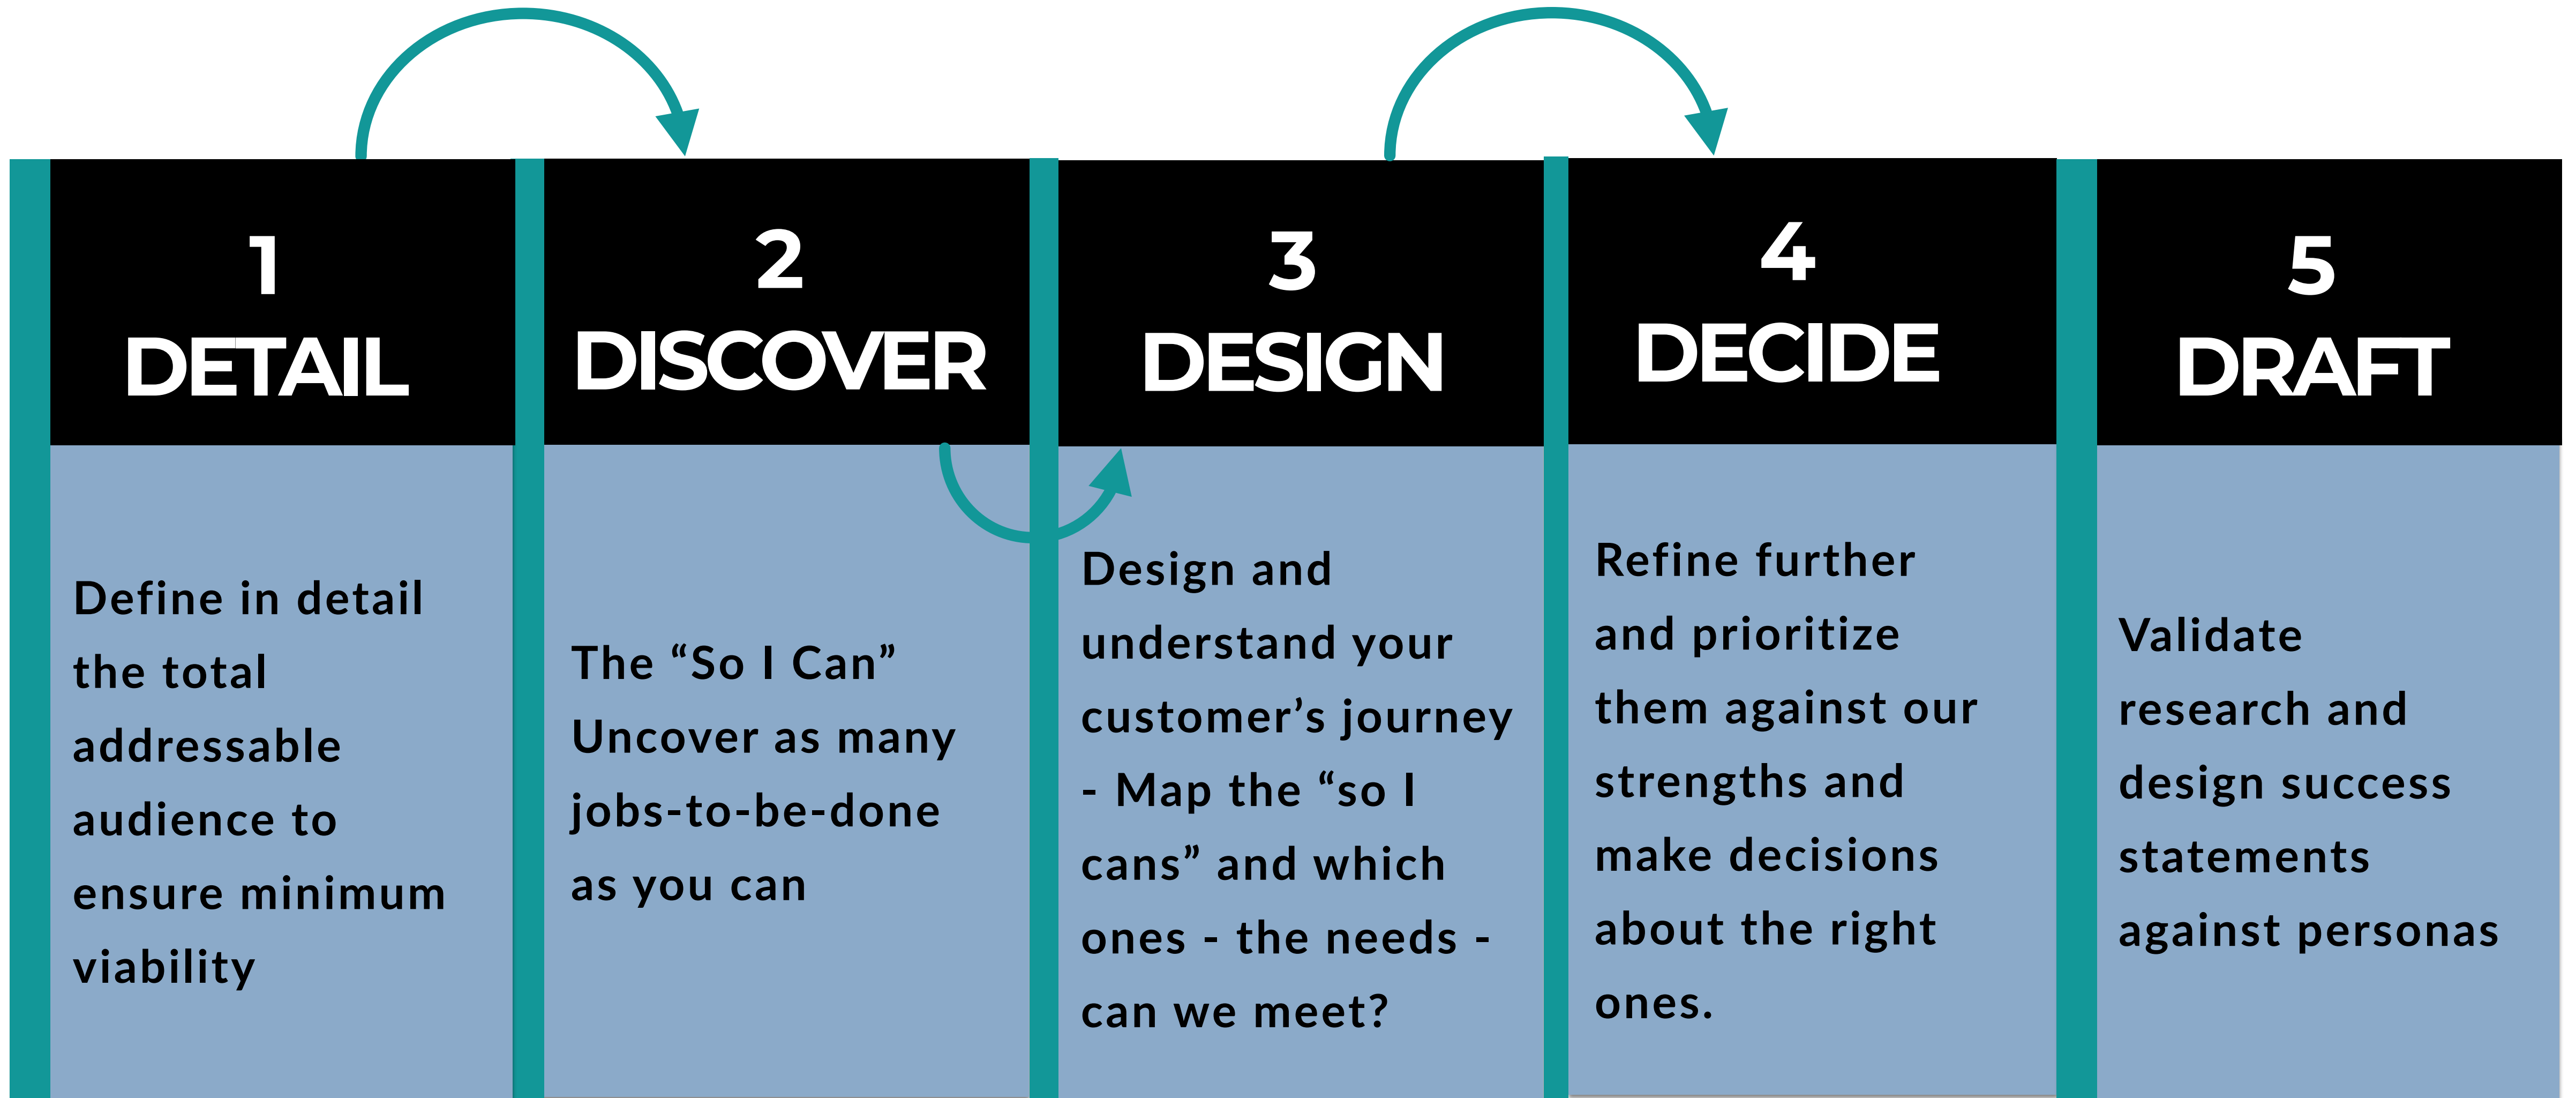 1
DETAIL
Define in detail
the total
addressable
audience to
ensure minimum
viability
2
DISCOVER
The “So I Can”
Uncover as many
jobs-to-be-done
as you can
3
DESIGN
Design and
understand your
customer’s journey
- Map the “so I
cans” and which
ones - the needs -
can we meet?
4
DECIDE
Refine further
and prioritize
them against our
strengths and
make decisions
about the right
ones.
5
DRAFT
Validate
research and
design success
statements
against personas